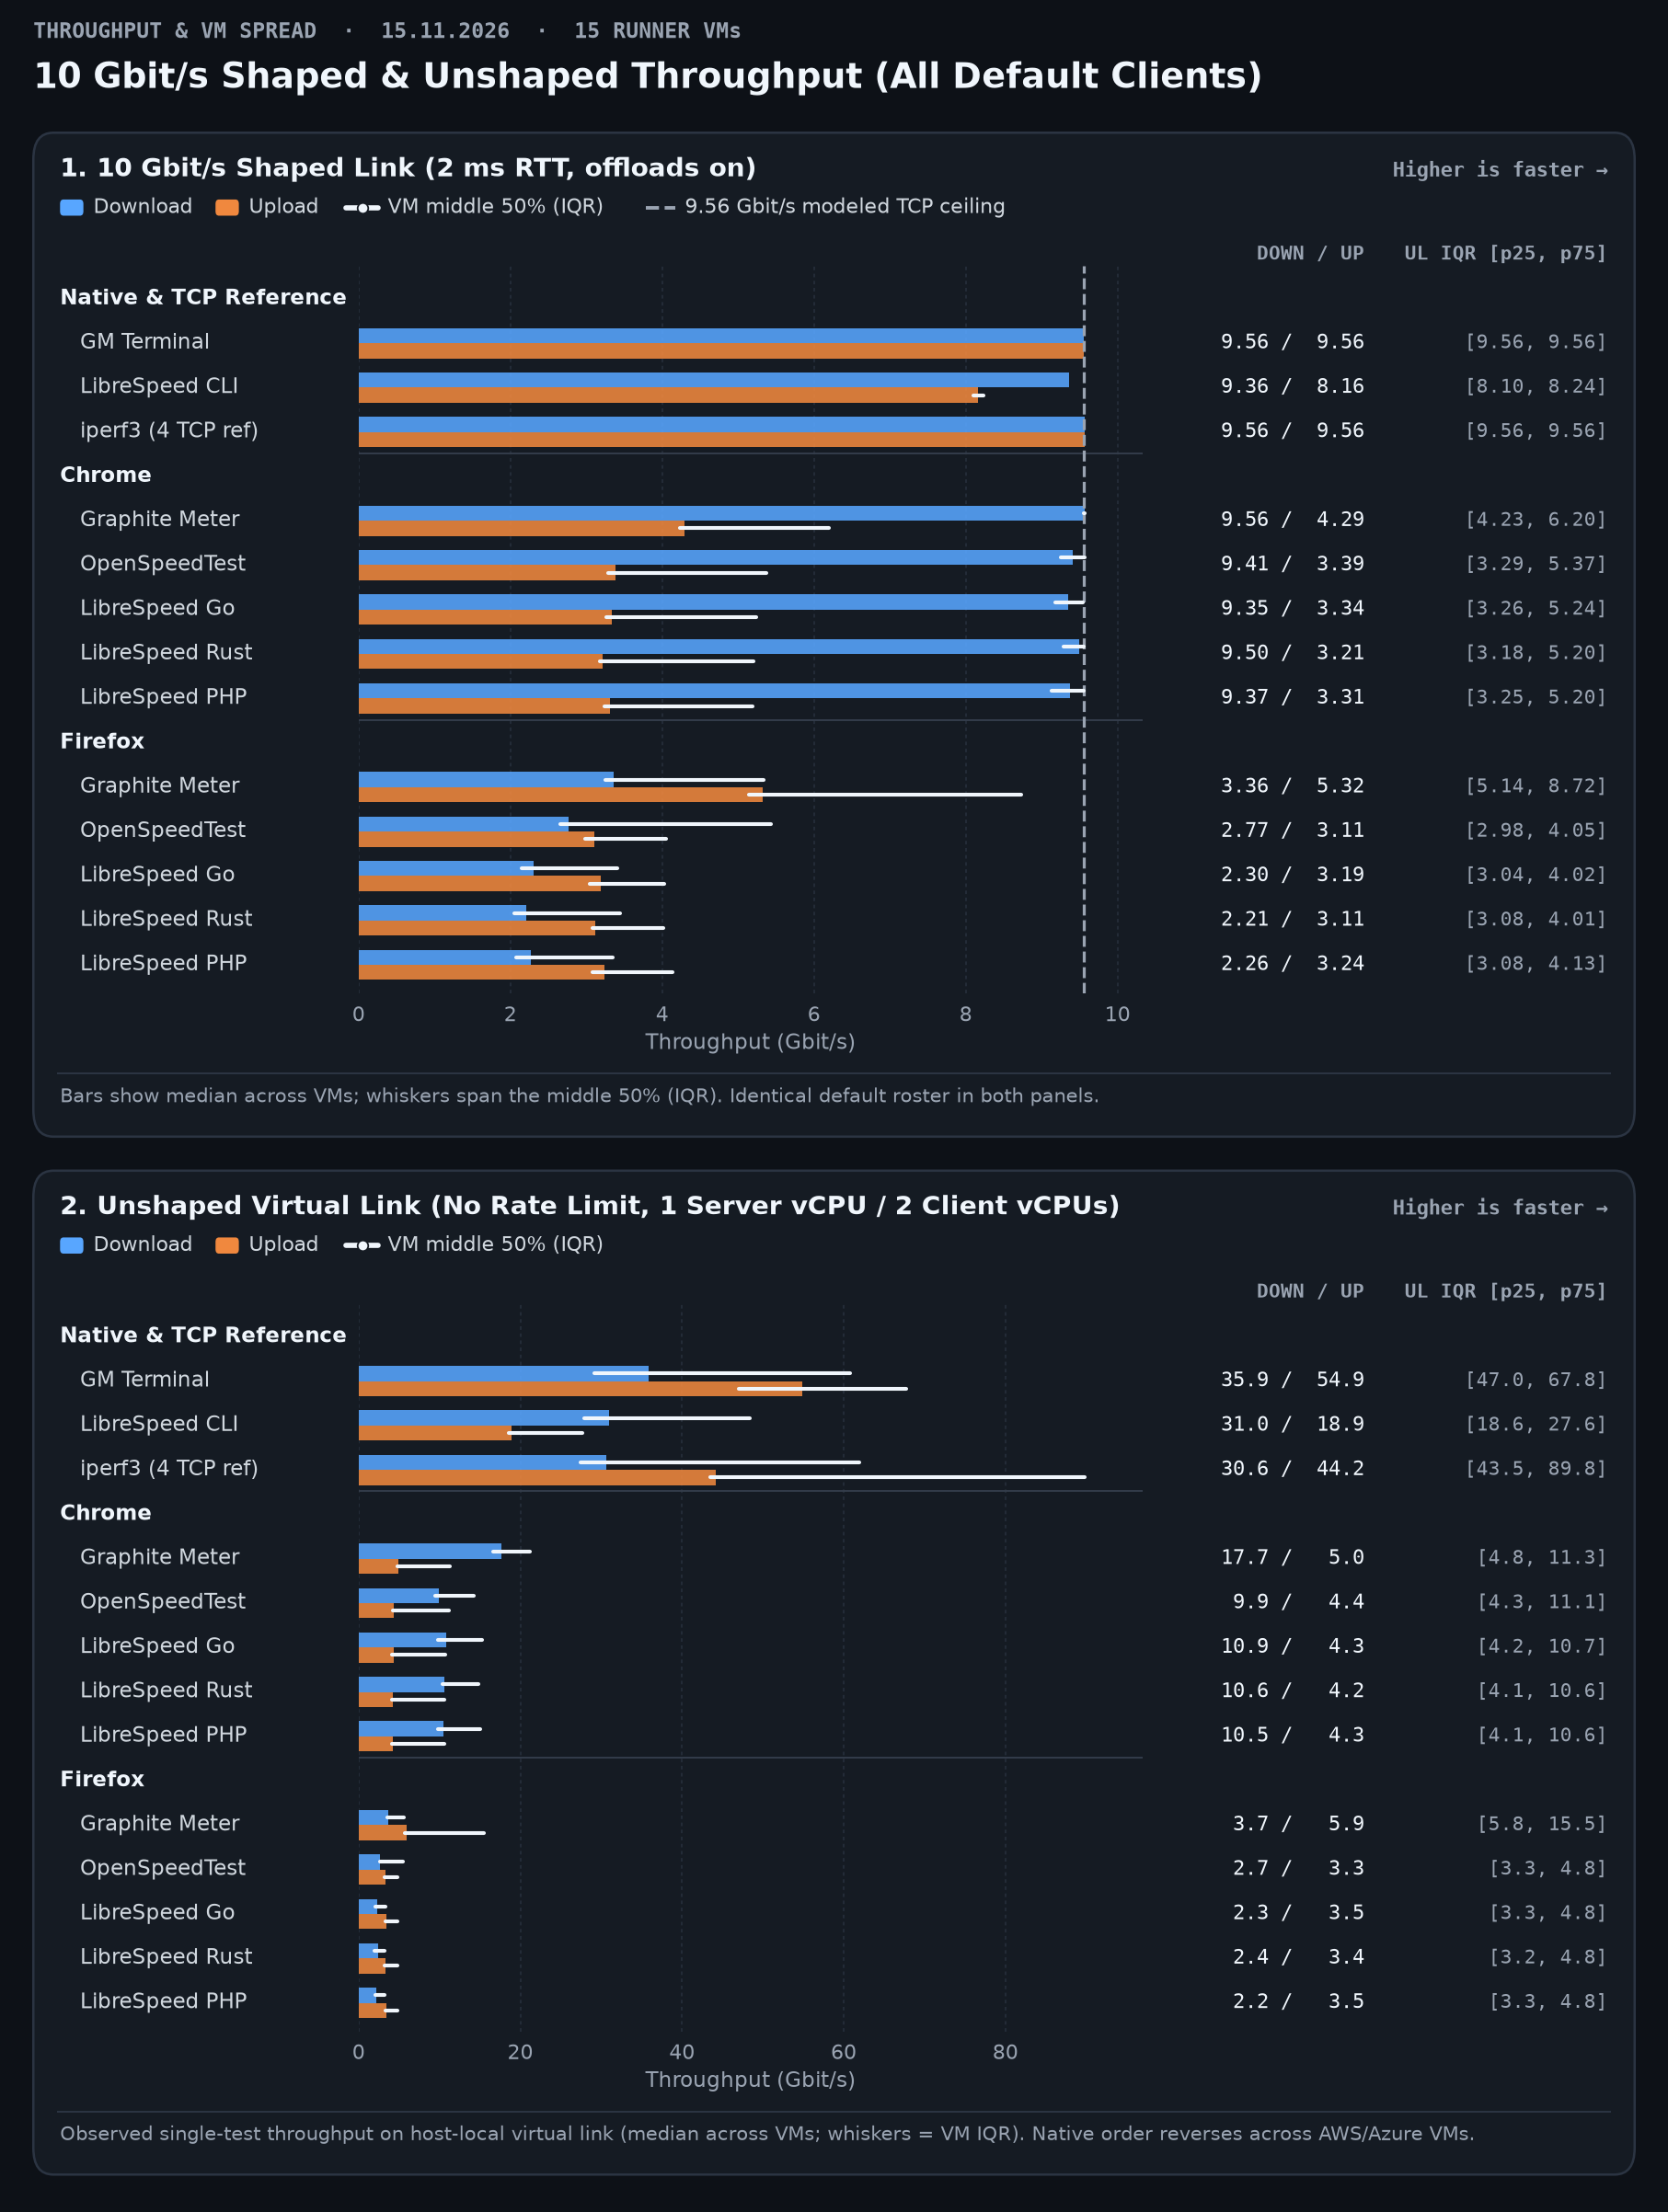 THROUGHPUT & VM SPREAD · 15.11.2026 · 15 RUNNER VMs
10 Gbit/s Shaped & Unshaped Throughput (All Default Clients)
1. 10 Gbit/s Shaped Link (2 ms RTT, offloads on)
Higher is faster →
Download Upload VM middle 50% (IQR) 9.56 Gbit/s modeled TCP ceiling
DOWN / UP UL IQR [p25, p75]
Native & TCP Reference
GM Terminal 9.56 / 9.56 [9.56, 9.56]
LibreSpeed CLI 9.36 / 8.16 [8.10, 8.24]
iperf3 (4 TCP ref) 9.56 / 9.56 [9.56, 9.56]
Chrome
Graphite Meter 9.56 / 4.29 [4.23, 6.20]
OpenSpeedTest 9.41 / 3.39 [3.29, 5.37]
LibreSpeed Go 9.35 / 3.34 [3.26, 5.24]
LibreSpeed Rust 9.50 / 3.21 [3.18, 5.20]
LibreSpeed PHP 9.37 / 3.31 [3.25, 5.20]
Firefox
Graphite Meter 3.36 / 5.32 [5.14, 8.72]
OpenSpeedTest 2.77 / 3.11 [2.98, 4.05]
LibreSpeed Go 2.30 / 3.19 [3.04, 4.02]
LibreSpeed Rust 2.21 / 3.11 [3.08, 4.01]
LibreSpeed PHP 2.26 / 3.24 [3.08, 4.13]
0 2 4 6 8 10
Throughput (Gbit/s)
Bars show median across VMs; whiskers span the middle 50% (IQR). Identical default roster in both panels.
2. Unshaped Virtual Link (No Rate Limit, 1 Server vCPU / 2 Client vCPUs)
Higher is faster →
Download Upload VM middle 50% (IQR)
DOWN / UP UL IQR [p25, p75]
Native & TCP Reference
GM Terminal 35.9 / 54.9 [47.0, 67.8]
LibreSpeed CLI 31.0 / 18.9 [18.6, 27.6]
iperf3 (4 TCP ref) 30.6 / 44.2 [43.5, 89.8]
Chrome
Graphite Meter 17.7 / 5.0 [4.8, 11.3]
OpenSpeedTest 9.9 / 4.4 [4.3, 11.1]
LibreSpeed Go 10.9 / 4.3 [4.2, 10.7]
LibreSpeed Rust 10.6 / 4.2 [4.1, 10.6]
LibreSpeed PHP 10.5 / 4.3 [4.1, 10.6]
Firefox
Graphite Meter 3.7 / 5.9 [5.8, 15.5]
OpenSpeedTest 2.7 / 3.3 [3.3, 4.8]
LibreSpeed Go 2.3 / 3.5 [3.3, 4.8]
LibreSpeed Rust 2.4 / 3.4 [3.2, 4.8]
LibreSpeed PHP 2.2 / 3.5 [3.3, 4.8]
0 20 40 60 80
Throughput (Gbit/s)
Observed single-test throughput on host-local virtual link (median across VMs; whiskers = VM IQR). Native order reverses across AWS/Azure VMs.